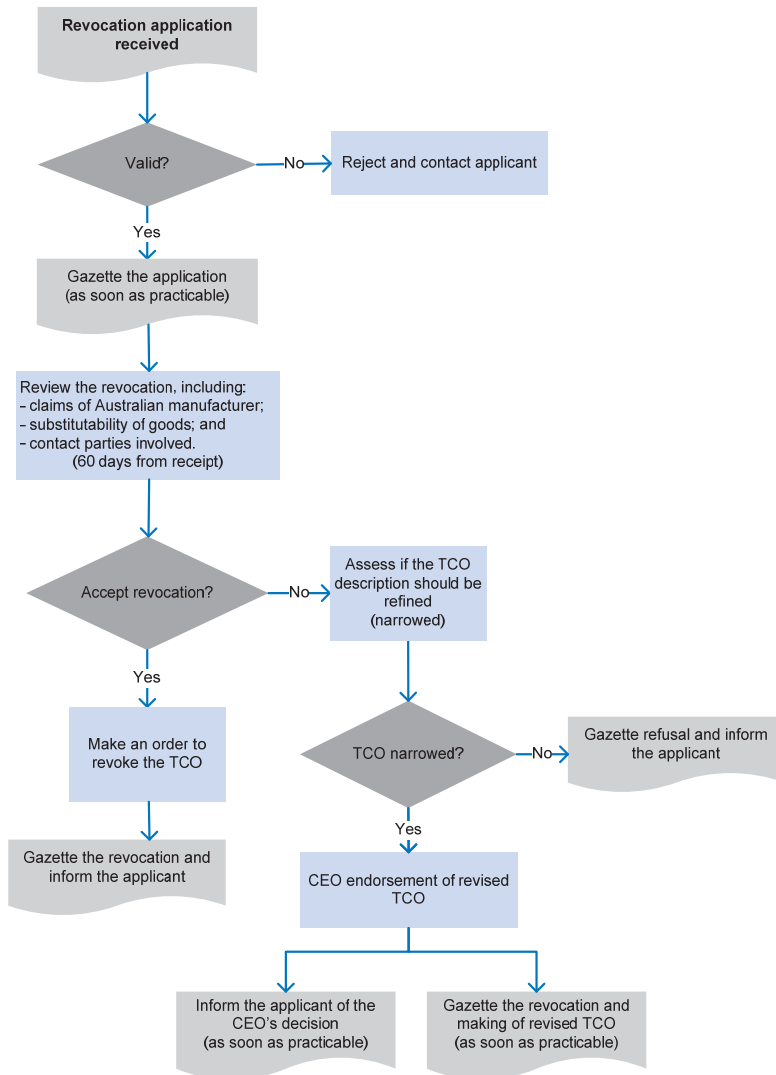 Revocation application
received
Valid?
No
Reject and contact applicant
Yes
Gazette the application
(as soon as practicable)
Review the revocation, including:
– claims of Australian manufacturer;
– substitutability of goods; and
– contact parties involved.
(60 days from receipt)
Accept revocation?
No
Assess if the TCO
description should be
refined
(narrowed)
Yes
Make an order to
revoke the TCO
Gazette the revocation and
inform the applicant
TCO narrowed?
No
Gazette refusal and inform
the applicant
Yes
CEO endorsement of revised
TCO
Inform the applicant of the
CEO's decision
(as soon as practicable)
Gazette the revocation and
making of revised TCO
(as soon as practicable)